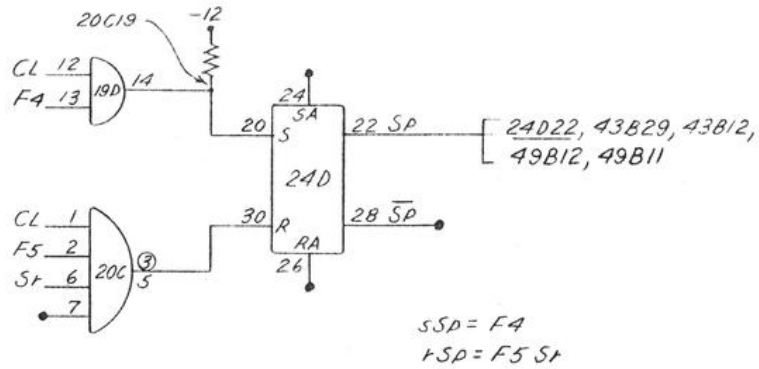 20C19
-12
CL 12
F4 13
19D
14
24
SA
20
S
22 Sp
24D22, 43B29, 43B12,
49B12, 49B11
24D
30
R
28 S̅p̅
RA
26
CL 1
F5 2
Sr 6
7
20C
③
5
sSp = F4
rSp = F5 Sr